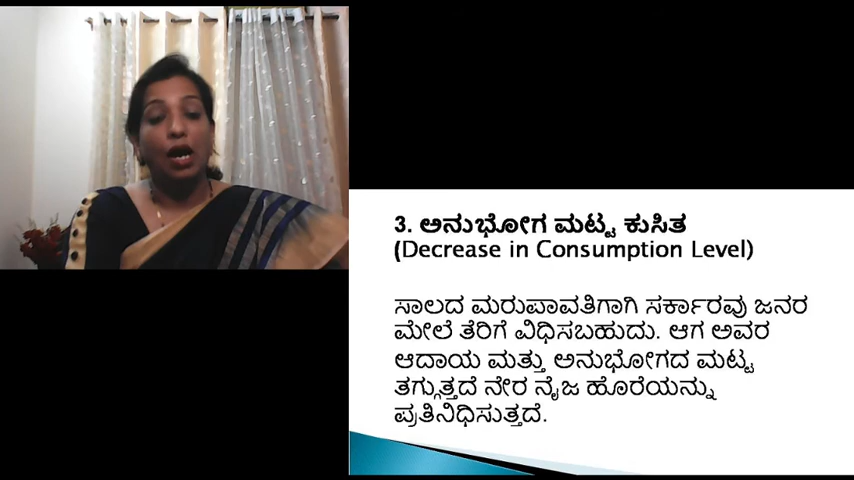 3. ಅನುಭೋಗ ಮಟ್ಟ ಕುಸಿತ
(Decrease in Consumption Level)
ಸಾಲದ ಮರುಪಾವತಿಗಾಗಿ ಸರ್ಕಾರವು ಜನರ
ಮೇಲೆ ತೆರಿಗೆ ವಿಧಿಸಬಹುದು. ಆಗ ಅವರ
ಆದಾಯ ಮತ್ತು ಅನುಭೋಗದ ಮಟ್ಟ
ತಗ್ಗುತ್ತದೆ ನೇರ ನೈಜ ಹೊರೆಯನ್ನು
ಪ್ರತಿನಿಧಿಸುತ್ತದೆ.